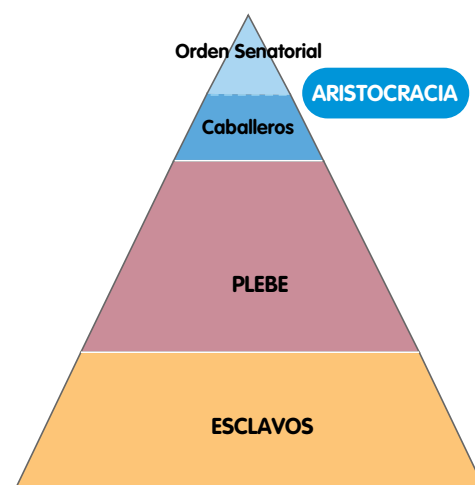 Orden Senatorial
ARISTOCRACIA
Caballeros
PLEBE
ESCLAVOS